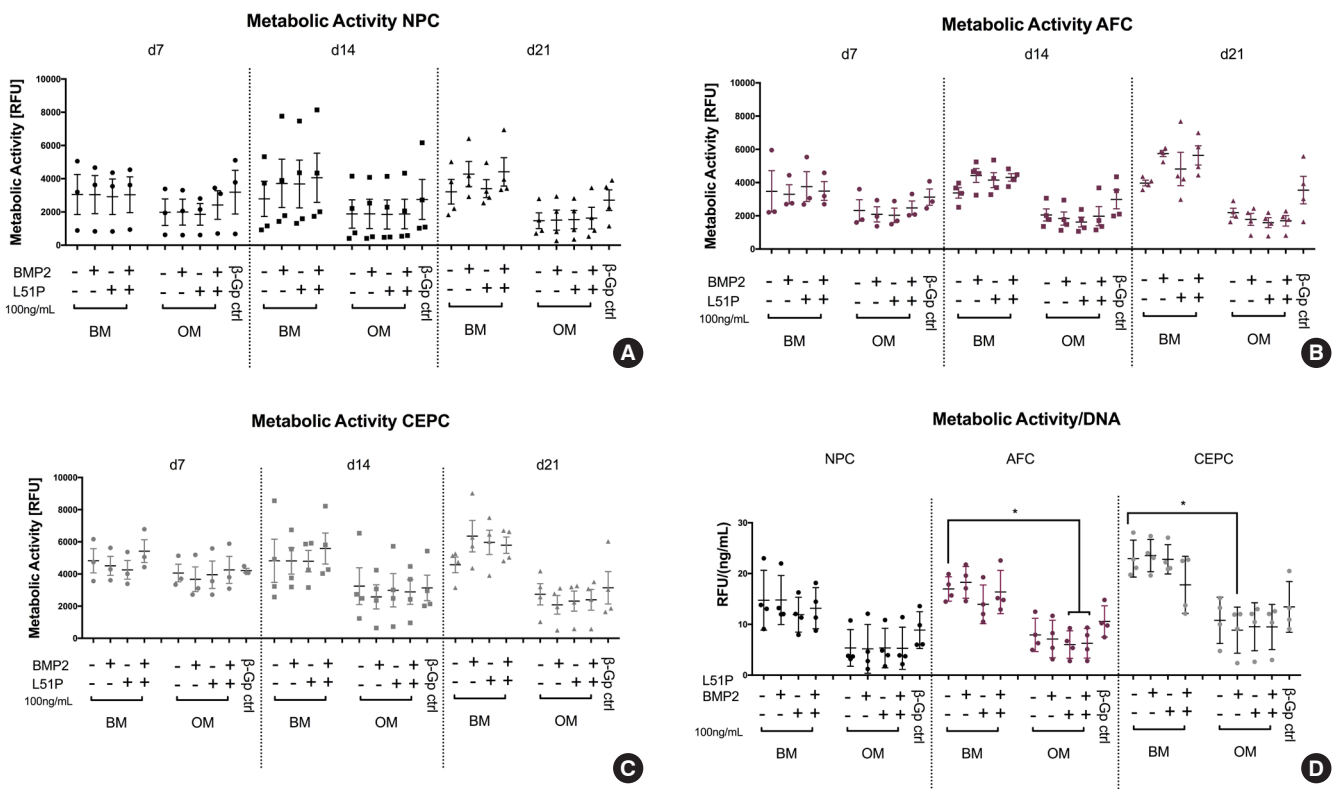 Metabolic Activity NPC
d7 d14 d21
Metabolic Activity [RFU]
10000
8000
6000
4000
2000
0
BMP2 - + - + - + - + - + - + - + - + - + - + - + - +
L51P - - + + - - + + - - + + - - + + - - + + - - + +
β-Gp ctrl β-Gp ctrl β-Gp ctrl
100ng/mL
BM OM BM OM BM OM
A
Metabolic Activity AFC
d7 d14 d21
Metabolic Activity [RFU]
10000
8000
6000
4000
2000
0
BMP2 - + - + - + - + - + - + - + - + - + - + - + - +
L51P - - + + - - + + - - + + - - + + - - + + - - + +
β-Gp ctrl β-Gp ctrl β-Gp ctrl
100ng/mL
BM OM BM OM BM OM
B
Metabolic Activity CEPC
d7 d14 d21
Metabolic Activity [RFU]
10000
8000
6000
4000
2000
0
BMP2 - + - + - + - + - + - + - + - + - + - + - + - +
L51P - - + + - - + + - - + + - - + + - - + + - - + +
β-Gp ctrl β-Gp ctrl β-Gp ctrl
100ng/mL
BM OM BM OM BM OM
C
Metabolic Activity/DNA
NPC AFC CEPC
* *
RFU/(ng/mL)
30
20
10
0
L51P
BMP2 - + - + - + - + - + - + - + - + - + - + - + - +
- - + + - - + + - - + + - - + + - - + + - - + +
β-Gp ctrl β-Gp ctrl β-Gp ctrl
100ng/mL
BM OM BM OM BM OM
D